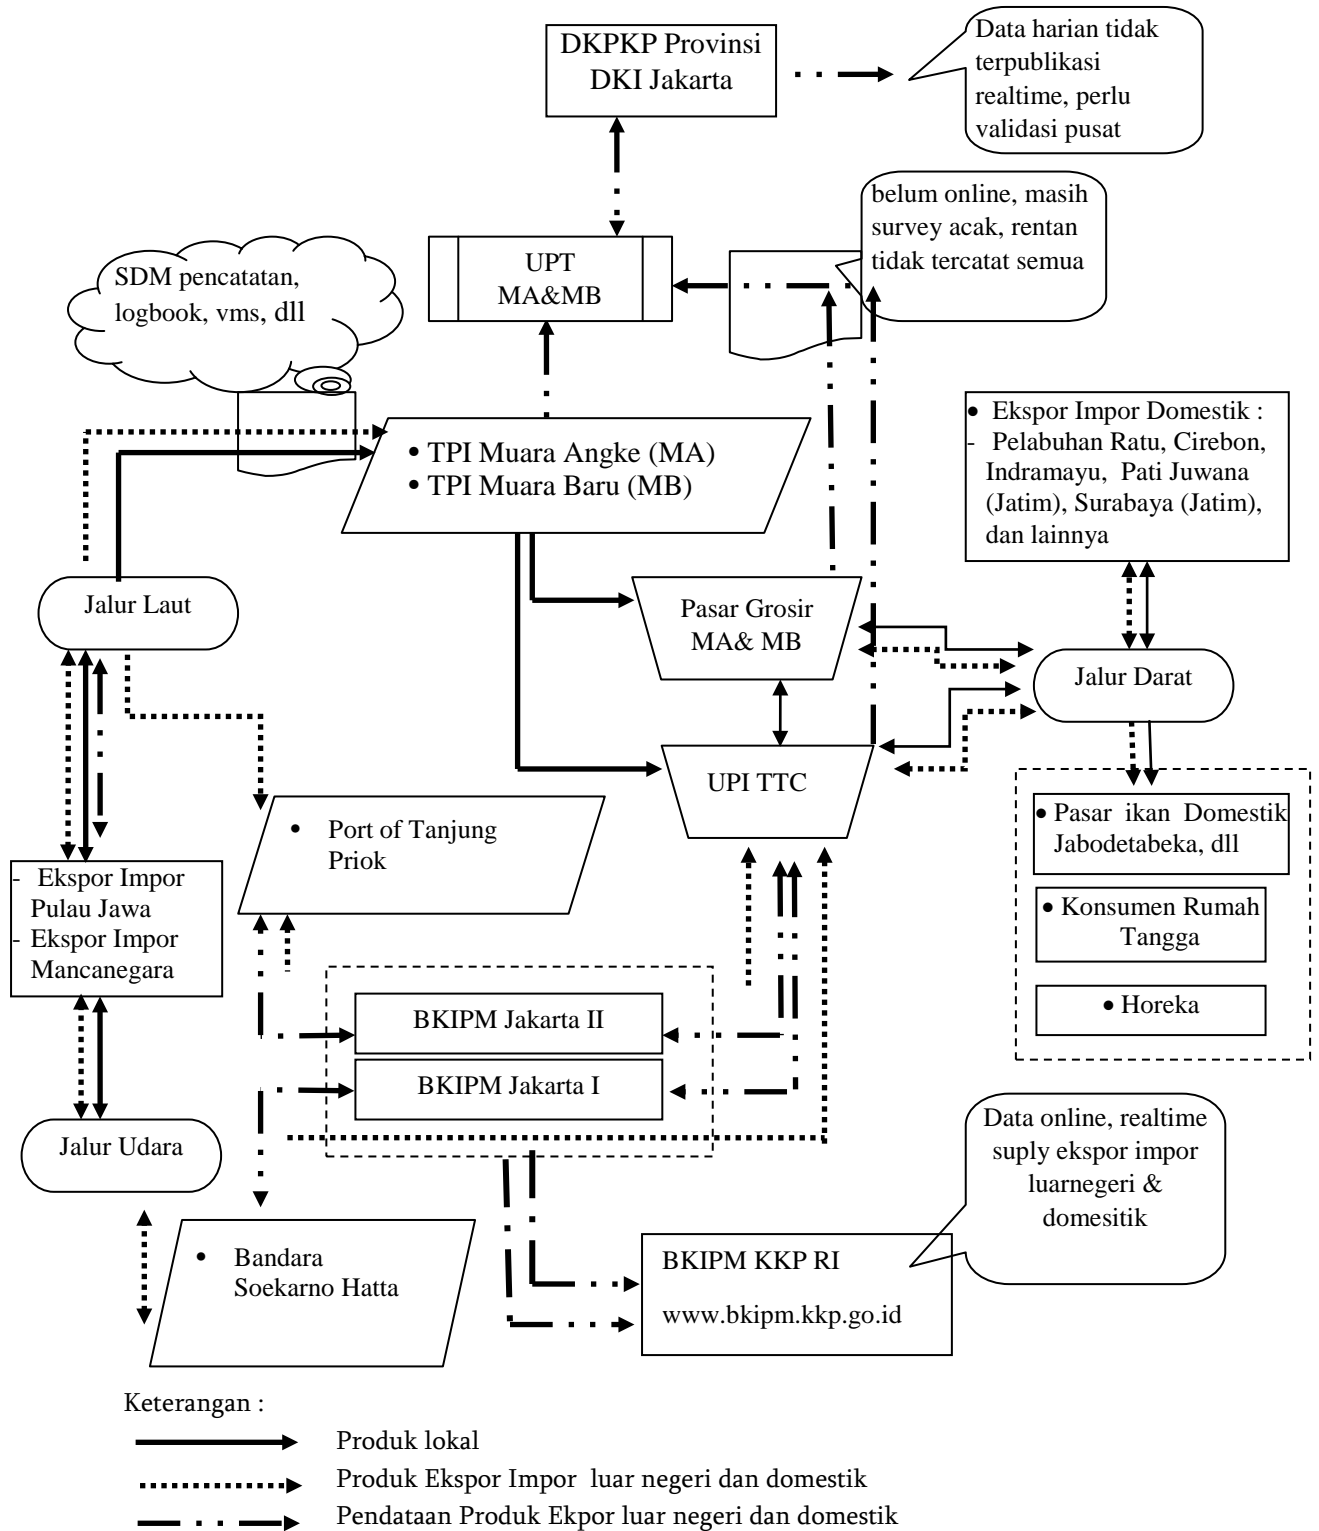 DKPKP Provinsi
DKI Jakarta
Data harian tidak
terpublikasi
realtime, perlu
validasi pusat
belum online, masih
survey acak, rentan
tidak tercatat semua
UPT
MA&MB
SDM pencatatan,
logbook, vms, dll
• TPI Muara Angke (MA)
• TPI Muara Baru (MB)
• Ekspor Impor Domestik :
- Pelabuhan Ratu, Cirebon,
Indramayu, Pati Juwana
(Jatim), Surabaya (Jatim),
dan lainnya
Jalur Laut
Pasar Grosir
MA& MB
Jalur Darat
UPI TTC
• Port of Tanjung
Priok
• Pasar ikan Domestik
Jabodetabeka, dll
- Ekspor Impor
Pulau Jawa
- Ekspor Impor
Mancanegara
• Konsumen Rumah
Tangga
• Horeka
BKIPM Jakarta II
BKIPM Jakarta I
Jalur Udara
Data online, realtime
suply ekspor impor
luarnegeri &
domesitik
• Bandara
Soekarno Hatta
BKIPM KKP RI
www.bkipm.kkp.go.id
Keterangan :
Produk lokal
Produk Ekspor Impor luar negeri dan domestik
Pendataan Produk Ekpor luar negeri dan domestik